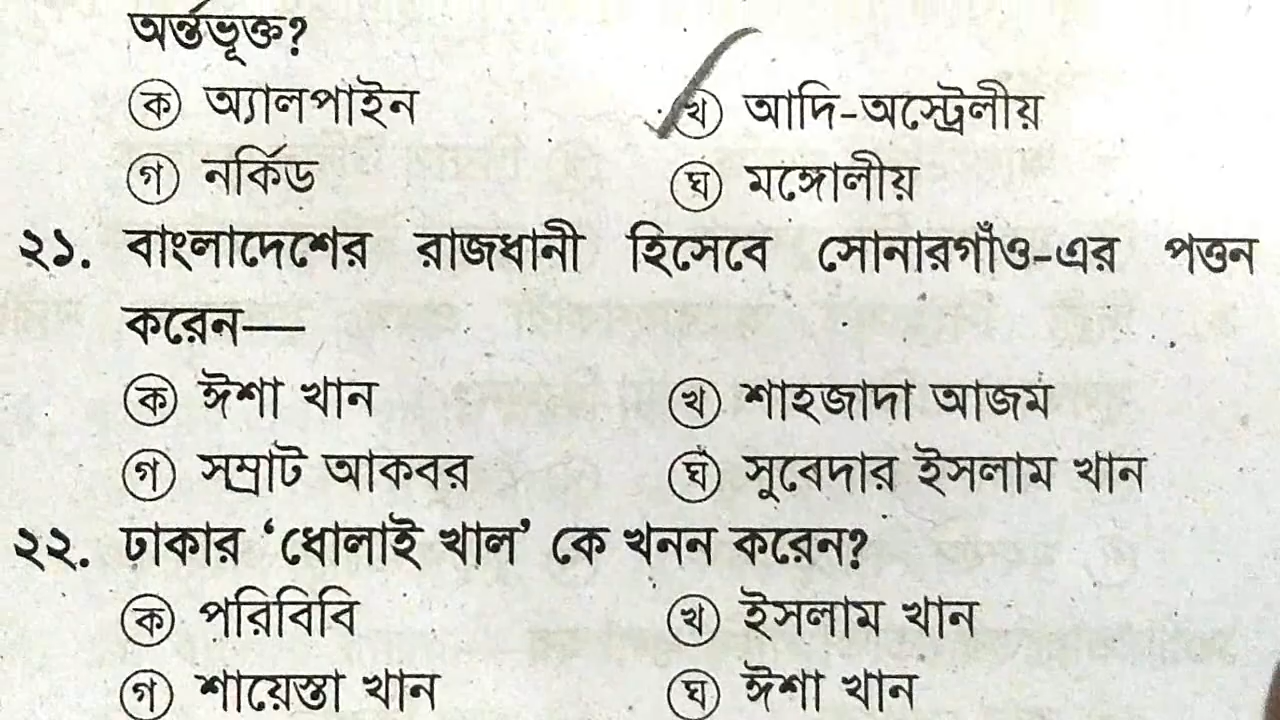 অর্ন্তভূক্ত?
ক অ্যালপাইন খ আদি-অস্ট্রেলীয়
গ নর্কিড ঘ মঙ্গোলীয়
২১. বাংলাদেশের রাজধানী হিসেবে সোনারগাঁও-এর পত্তন
করেন—
ক ঈশা খান খ শাহজাদা আজম
গ সম্রাট আকবর ঘ সুবেদার ইসলাম খান
২২. ঢাকার ‘ধোলাই খাল’ কে খনন করেন?
ক পরিবিবি খ ইসলাম খান
গ শায়েস্তা খান ঘ ঈশা খান